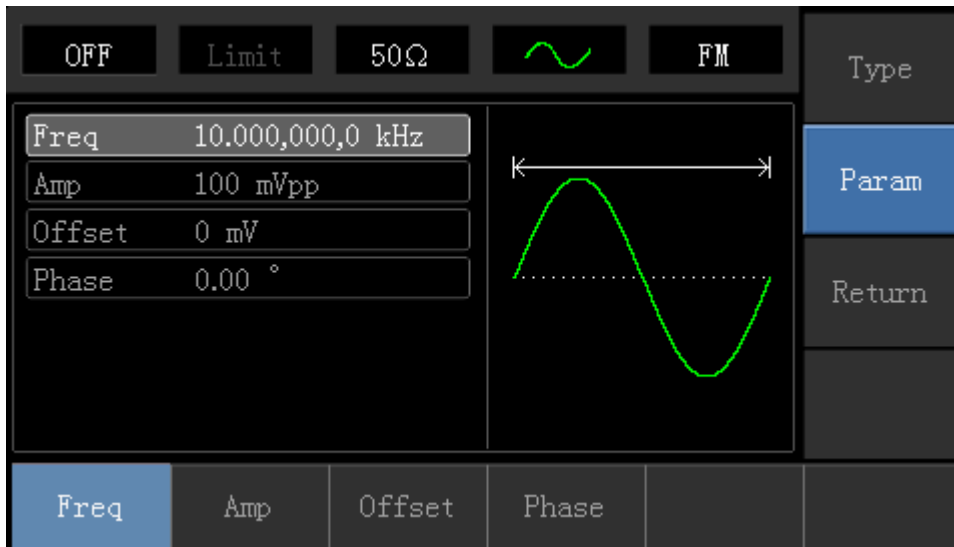 OFF Limit 50Ω FM
Type
Freq 10.000,000,0 kHz
Amp 100 mVpp
Offset 0 mV
Phase 0.00 °
Param
Return
Freq Amp Offset Phase